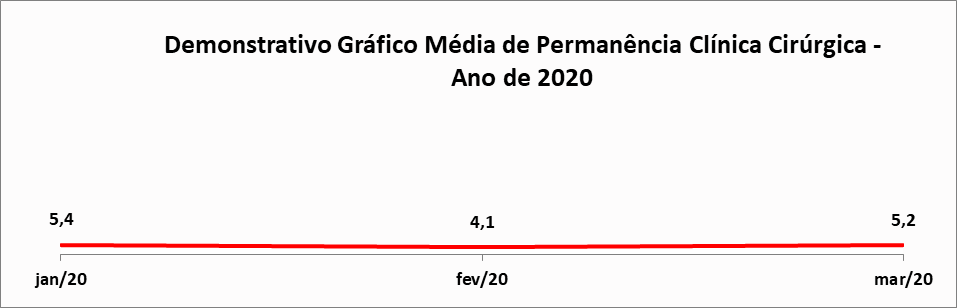 Demonstrativo Gráfico Média de Permanência Clínica Cirúrgica -
Ano de 2020
5,4 4,1 5,2
jan/20 fev/20 mar/20